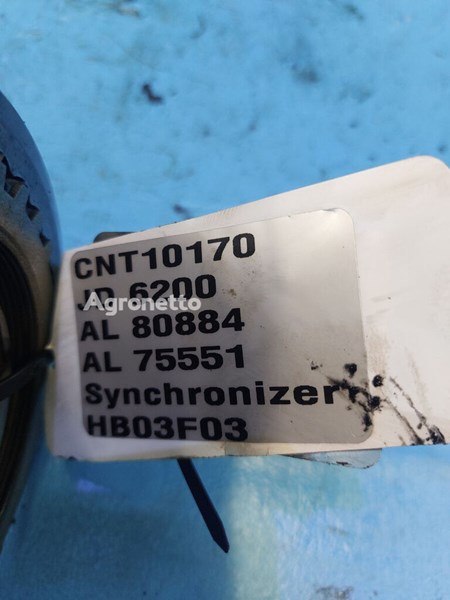 CNT10170
JD 6200
Agronetto
AL 80884
AL 75551
Synchronizer
HB03F03